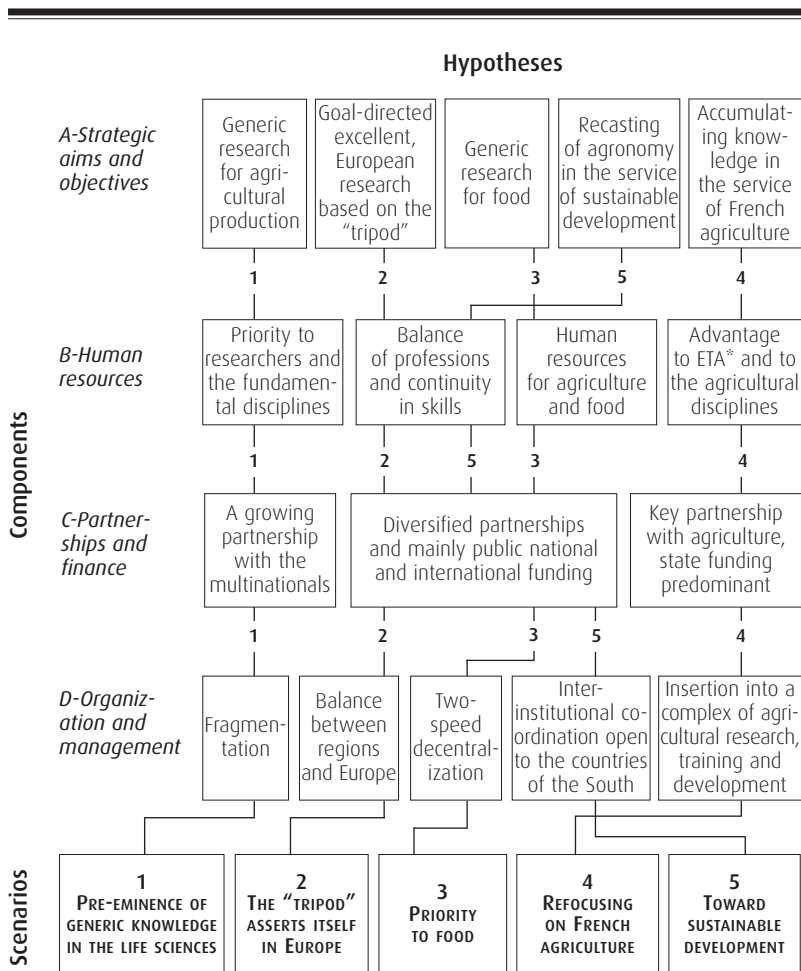 Hypotheses
A-Strategic
aims and
objectives
Generic
research
for agri-
cultural
production
Goal-directed
excellent,
European
research
based on the
“tripod”
Generic
research
for food
Recasting
of agronomy
in the service
of sustainable
development
Accumulat-
ing know-
ledge in
the service
of French
agriculture
1 2 3 5 4
B-Human
resources
Priority to
researchers and
the fundamen-
tal disciplines
Balance
of professions
and continuity
in skills
Human
resources
for agriculture
and food
Advantage
to ETA* and to
the agricultural
disciplines
1 2 5 3 4
Components
C-Partner-
ships and
finance
A growing
partnership
with the
multinationals
Diversified partnerships
and mainly public national
and international funding
Key partnership
with agriculture,
state funding
predominant
1 2 3 5 4
D-Organiz-
ation and
management
Fragmen-
tation
Balance
between
regions
and Europe
Two-
speed
decentral-
ization
Inter-
institutional co-
ordination open
to the countries
of the South
Insertion into a
complex of agri-
cultural research,
training and
development
Scenarios
1
PRE-EMINENCE OF
GENERIC KNOWLEDGE
IN THE LIFE SCIENCES
2
THE “TRIPOD”
ASSERTS ITSELF
IN EUROPE
3
PRIORITY
TO FOOD
4
REFOCUSING
ON FRENCH
AGRICULTURE
5
TOWARD
SUSTAINABLE
DEVELOPMENT